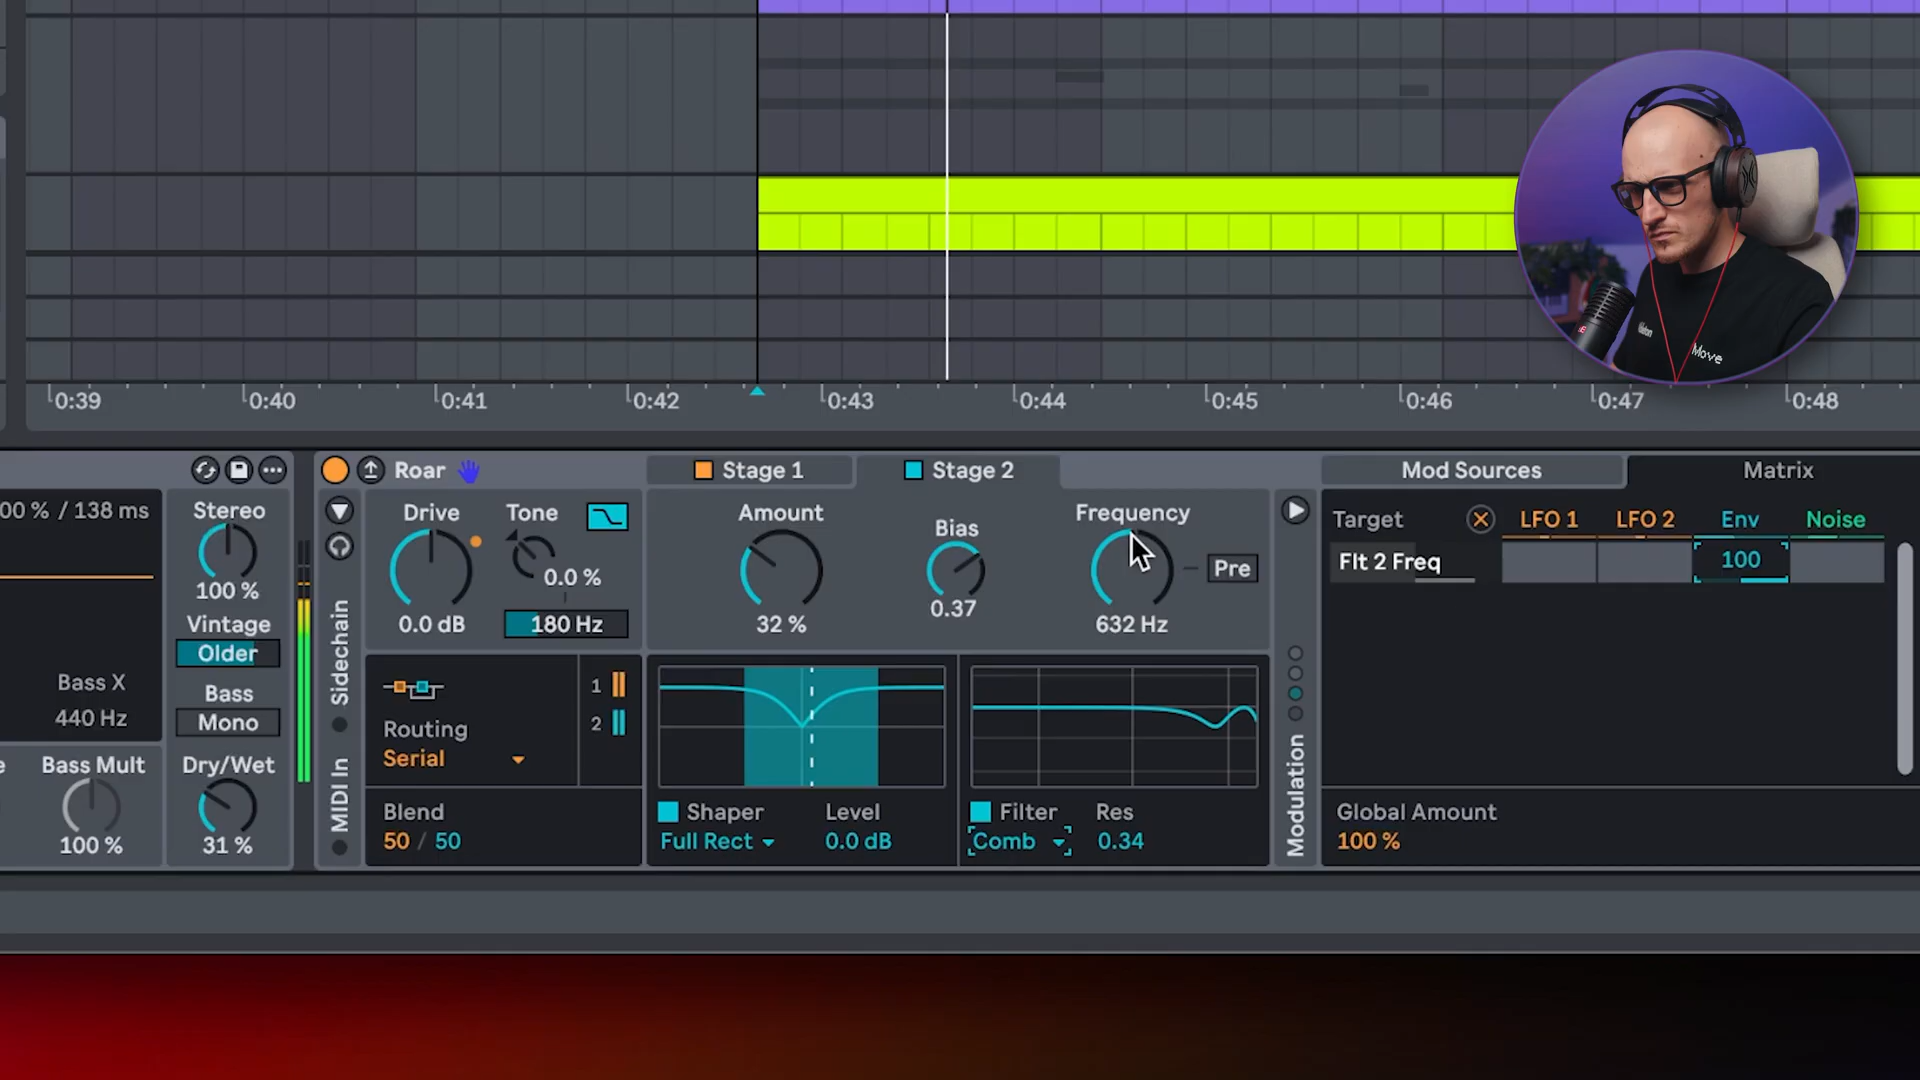 0:39 0:40 0:41 0:42 0:43 0:44 0:45 0:46 0:47 0:48
Move
00 % / 138 ms
Bass X
440 Hz
Bass Mult
100 %
Stereo
100 %
Vintage
Older
Bass
Mono
Dry/Wet
31 %
Roar
Sidechain
MIDI In
Drive
0.0 dB
Tone
0.0 %
180 Hz
Routing
Serial
1
2
Blend
50 / 50
Stage 1
Stage 2
Amount
32 %
Bias
0.37
Frequency
632 Hz
Pre
Shaper
Full Rect
Level
0.0 dB
Filter
Comb
Res
0.34
Modulation
Mod Sources
Matrix
Target LFO 1 LFO 2 Env Noise
Flt 2 Freq 100
Global Amount
100 %